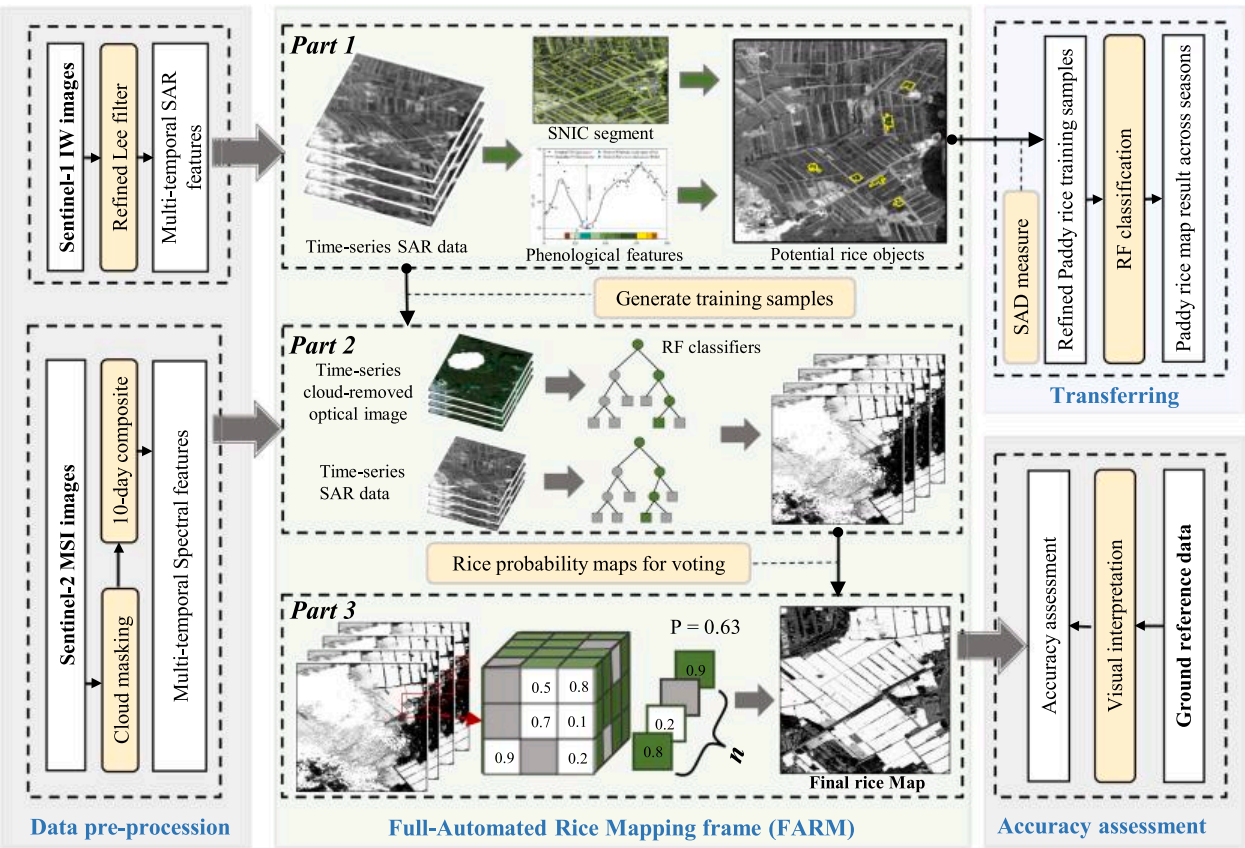 Sentinel-1 IW images
Refined Lee filter
Multi-temporal SAR
features
Sentinel-2 MSI images
Cloud masking
10-day composite
Multi-temporal Spectral features
Data pre-procession
Part 1
Time-series SAR data
SNIC segment
Phenological features
Potential rice objects
Generate training samples
Part 2
Time-series
cloud-removed
optical image
RF classifiers
Time-series
SAR data
Rice probability maps for voting
Part 3
0.5
0.8
0.7
0.1
0.9
0.2
P = 0.63
0.9
0.2
0.8
n
Final rice Map
Full-Automated Rice Mapping frame (FARM)
SAD measure
Refined Paddy rice training samples
RF classification
Paddy rice map result across seasons
Transferring
Accuracy assessment
Visual interpretation
Ground reference data
Accuracy assessment